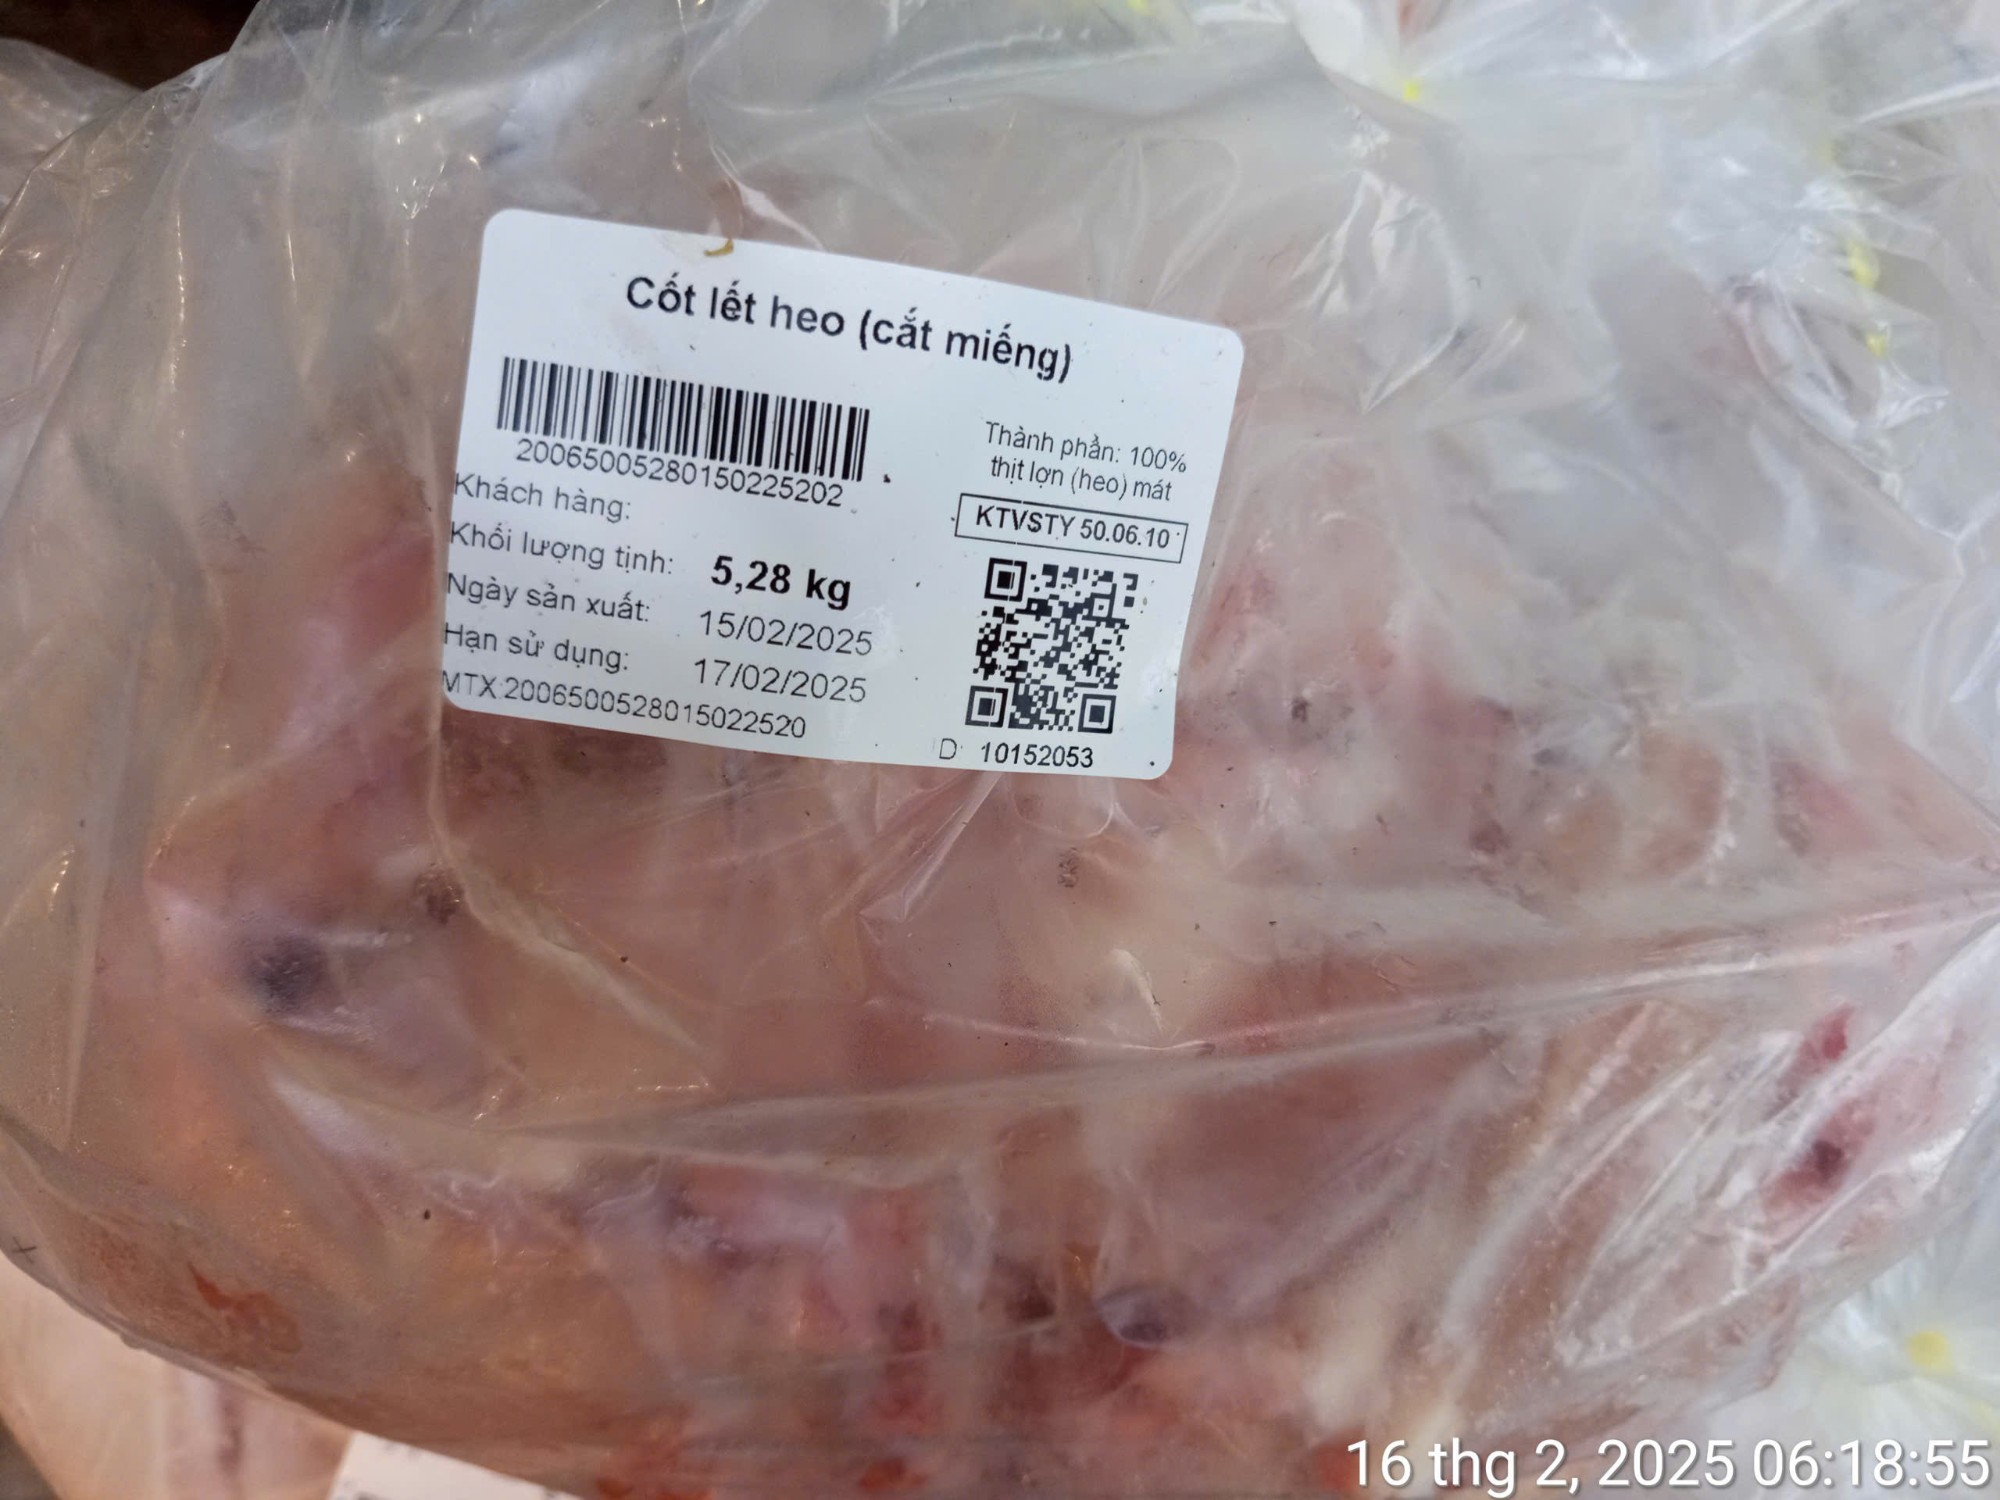 Cốt lết heo (cắt miếng)
20065005280150225202
Thành phần: 100%
thịt lợn (heo) mát
KTVSTY 50.06.10
Khách hàng:
Khối lượng tịnh: 5,28 kg
Ngày sản xuất: 15/02/2025
Hạn sử dụng: 17/02/2025
MTX:2006500528015022520
ID: 10152053
16 thg 2, 2025 06:18:55